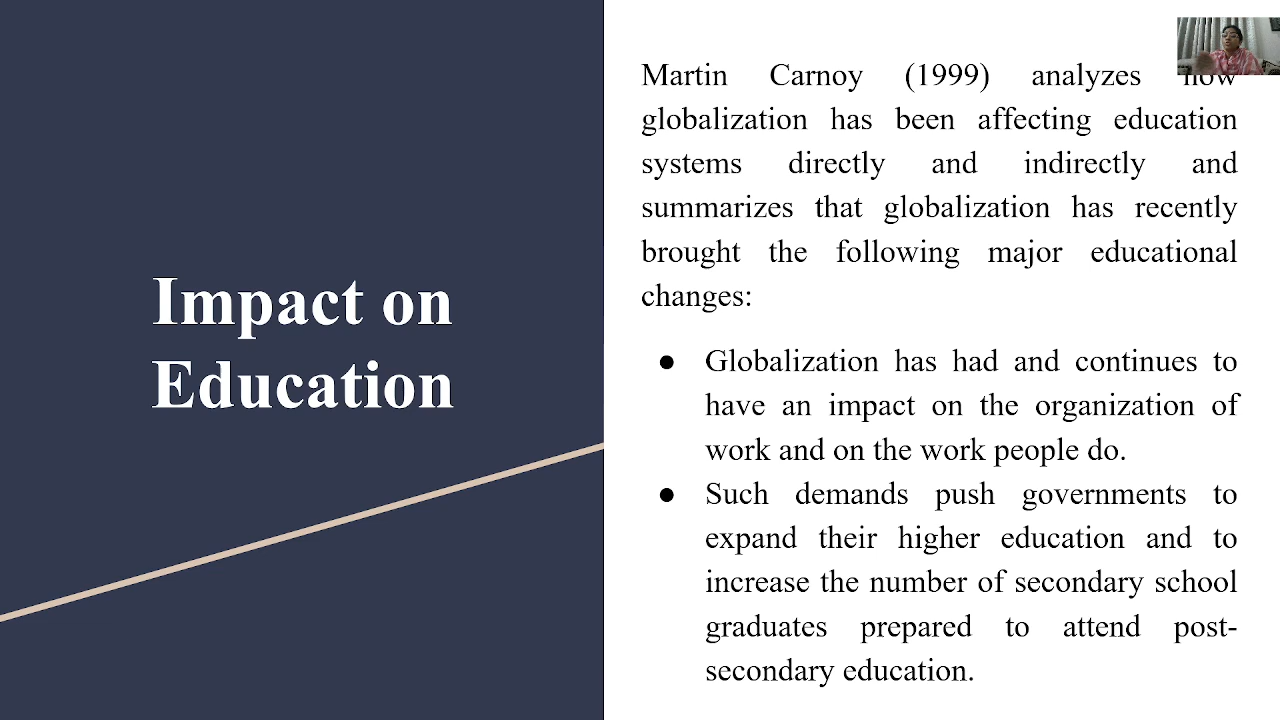 Impact on
Education
Martin Carnoy (1999) analyzes how
globalization has been affecting education
systems directly and indirectly and
summarizes that globalization has recently
brought the following major educational
changes:
● Globalization has had and continues to
have an impact on the organization of
work and on the work people do.
● Such demands push governments to
expand their higher education and to
increase the number of secondary school
graduates prepared to attend post-
secondary education.